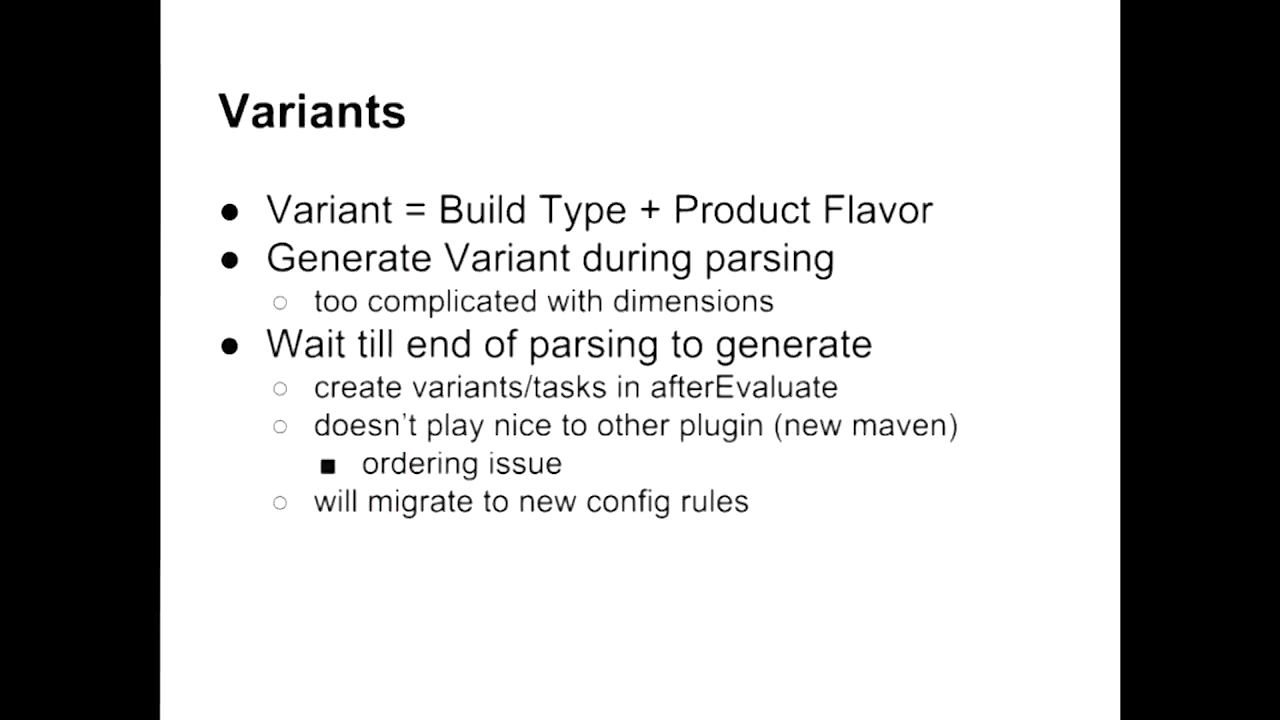 Variants
● Variant = Build Type + Product Flavor
● Generate Variant during parsing
○ too complicated with dimensions
● Wait till end of parsing to generate
○ create variants/tasks in afterEvaluate
○ doesn't play nice to other plugin (new maven)
■ ordering issue
○ will migrate to new config rules